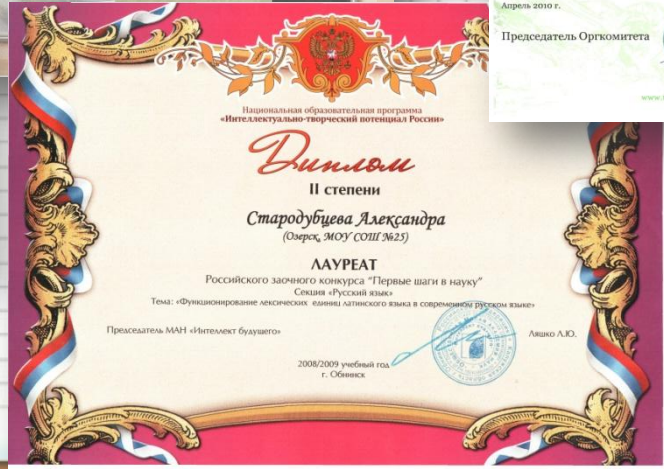 Апрель 2010 г.
Председатель Оргкомитета
Национальная образовательная программа
«Интеллектуально-творческий потенциал России»
Диплом
II степени
Стародубцева Александра
(Озерск, МОУ СОШ №25)
ЛАУРЕАТ
Российского заочного конкурса "Первые шаги в науку"
Секция «Русский язык»
Тема: «Функционирование лексических единиц латинского языка в современном русском языке»
Председатель МАН «Интеллект будущего»
Ляшко Л.Ю.
2008/2009 учебный год
г. Обнинск